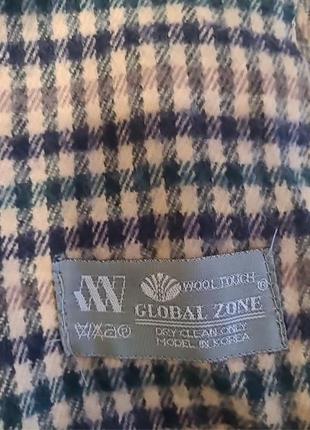 WOOL TOUCH
GLOBAL ZONE ®
DRY CLEAN ONLY
MODEL IN KOREA